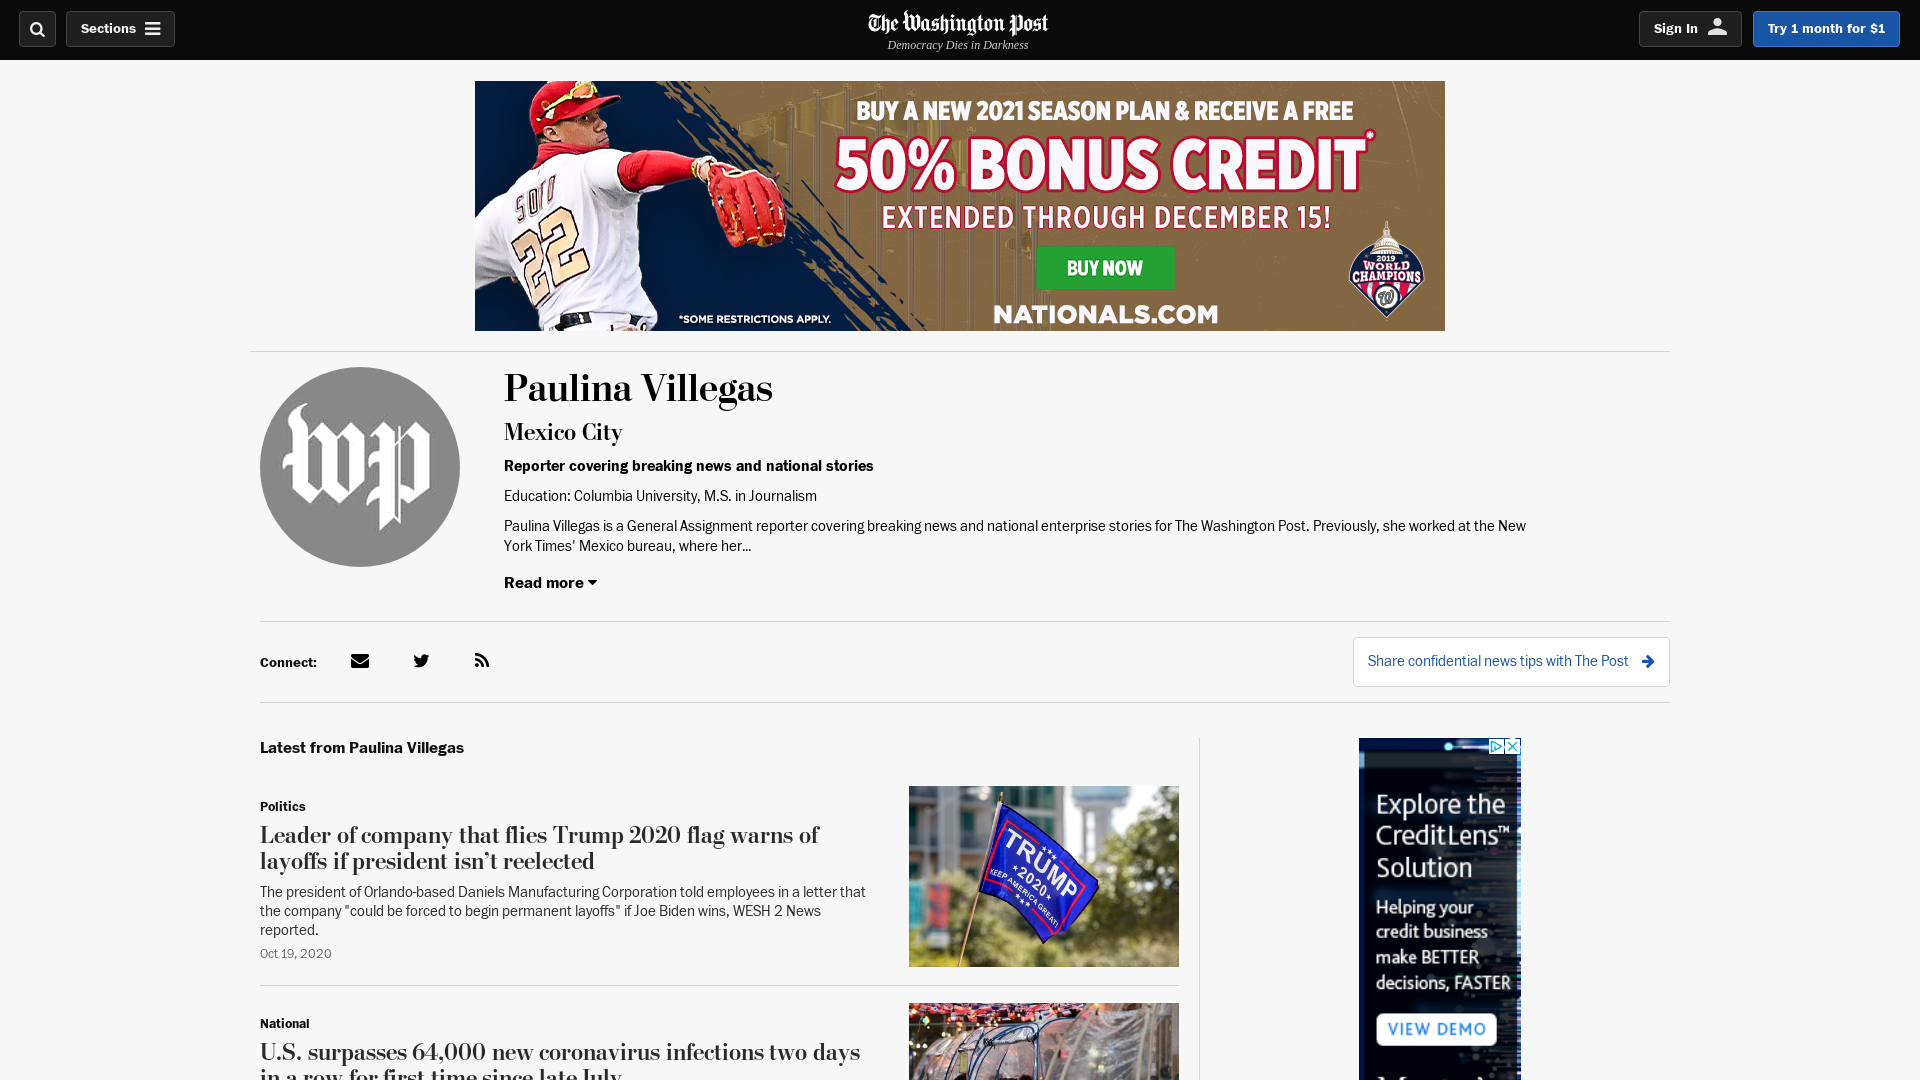 Sections
The Washington Post
Democracy Dies in Darkness
Sign In
Try 1 month for $1
BUY A NEW 2021 SEASON PLAN & RECEIVE A FREE
50% BONUS CREDIT*
EXTENDED THROUGH DECEMBER 15!
BUY NOW
NATIONALS.COM
*SOME RESTRICTIONS APPLY.
22
2019
WORLD
CHAMPIONS
W
wp
Paulina Villegas
Mexico City
Reporter covering breaking news and national stories
Education: Columbia University, M.S. in Journalism
Paulina Villegas is a General Assignment reporter covering breaking news and national enterprise stories for The Washington Post. Previously, she worked at the New
York Times' Mexico bureau, where her...
Read more
Connect:
Share confidential news tips with The Post
Latest from Paulina Villegas
Politics
Leader of company that flies Trump 2020 flag warns of
layoffs if president isn’t reelected
The president of Orlando-based Daniels Manufacturing Corporation told employees in a letter that
the company "could be forced to begin permanent layoffs" if Joe Biden wins, WESH 2 News
reported.
Oct 19, 2020
TRUMP
2020
KEEP AMERICA GREAT!
National
U.S. surpasses 64,000 new coronavirus infections two days
in a row for first time since late July
Explore the
CreditLens™
Solution
Helping your
credit business
make BETTER
decisions, FASTER
VIEW DEMO